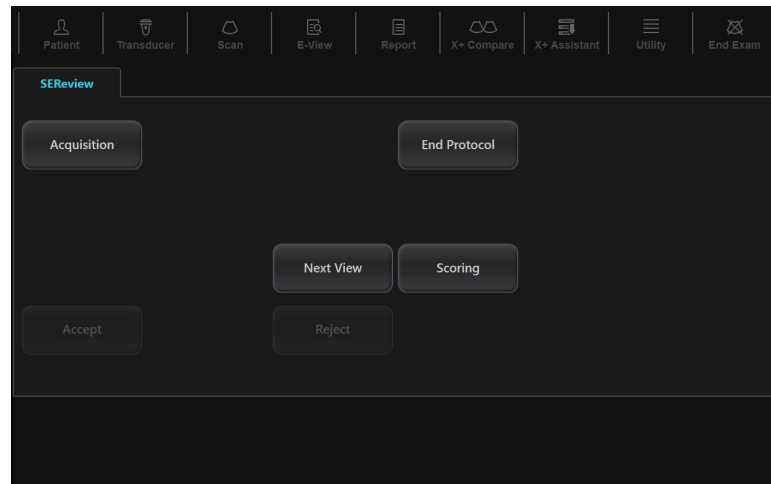 Patient
Transducer
Scan
E-View
Report
X+ Compare
X+ Assistant
Utility
End Exam
SEReview
Acquisition
End Protocol
Next View
Scoring
Accept
Reject